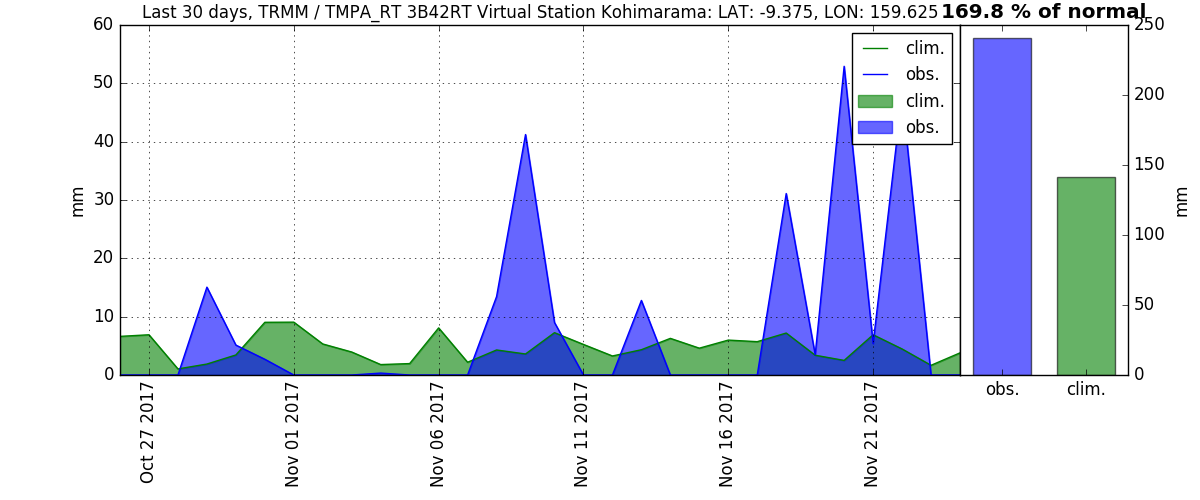 Last 30 days, TRMM / TMPA_RT 3B42RT Virtual Station Kohimarama: LAT: -9.375, LON: 159.625
169.8 % of normal
60
50
40
30
20
10
0
mm
clim.
obs.
clim.
obs.
Oct 27 2017
Nov 01 2017
Nov 06 2017
Nov 11 2017
Nov 16 2017
Nov 21 2017
250
200
150
100
50
0
mm
obs.
clim.